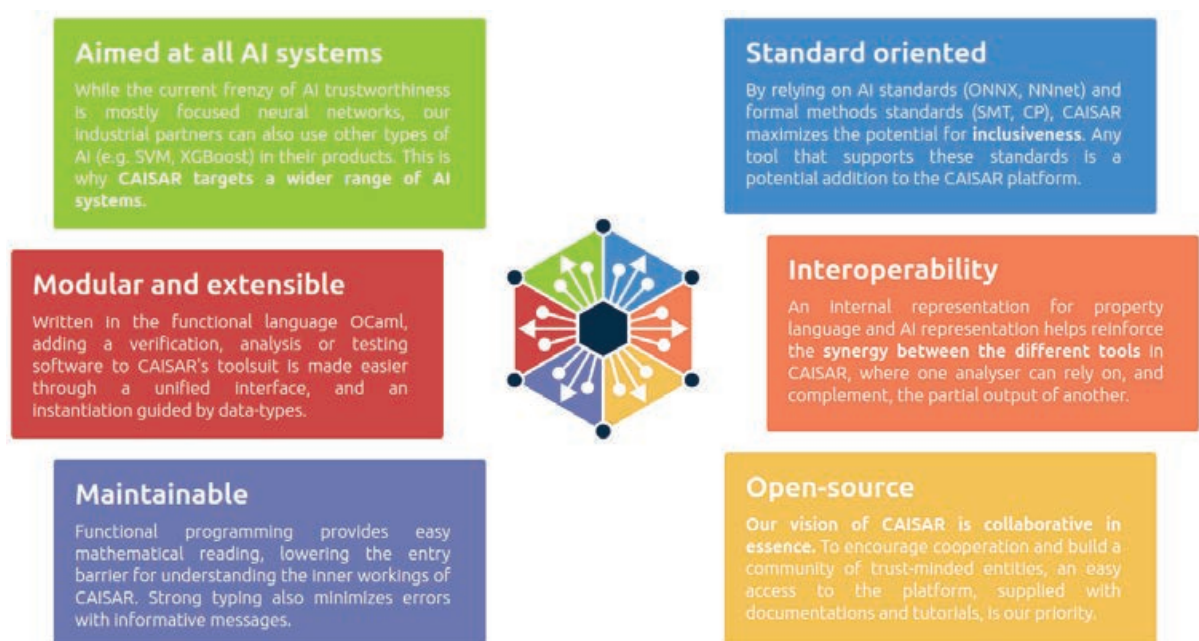 Aimed at all AI systems
While the current frenzy of AI trustworthiness
is mostly focused neural networks, our
industrial partners can also use other types of
AI (e.g. SVM, XGBoost) in their products. This is
why CAISAR targets a wider range of AI
systems.
Standard oriented
By relying on AI standards (ONNX, NNnet) and
formal methods standards (SMT, CP), CAISAR
maximizes the potential for inclusiveness. Any
tool that supports these standards is a
potential addition to the CAISAR platform.
Modular and extensible
Written in the functional language OCaml,
adding a verification, analysis or testing
software to CAISAR's toolsuit is made easier
through a unified interface, and an
instantiation guided by data-types.
Interoperability
An internal representation for property
language and AI representation helps reinforce
the synergy between the different tools in
CAISAR, where one analyser can rely on, and
complement, the partial output of another.
Maintainable
Functional programming provides easy
mathematical reading, lowering the entry
barrier for understanding the inner workings of
CAISAR. Strong typing also minimizes errors
with informative messages.
Open-source
Our vision of CAISAR is collaborative in
essence. To encourage cooperation and build a
community of trust-minded entities, an easy
access to the platform, supplied with
documentations and tutorials, is our priority.